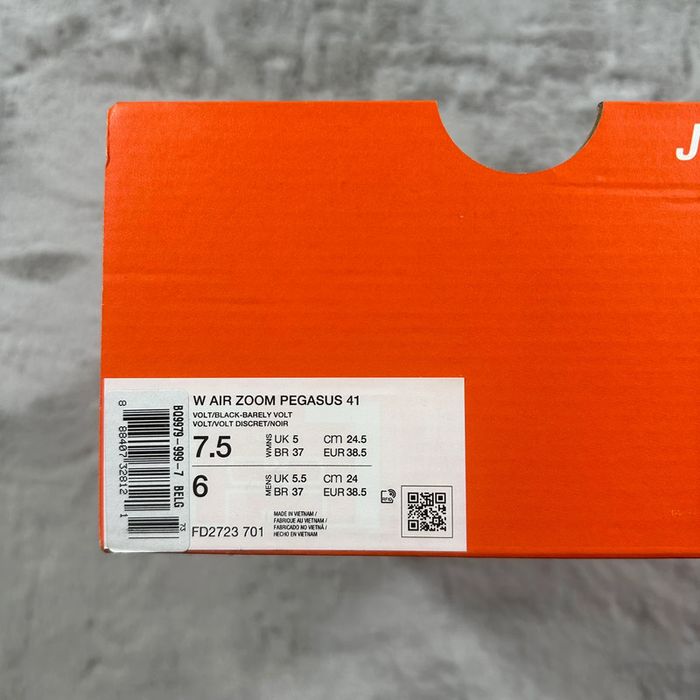 J
W AIR ZOOM PEGASUS 41
VOLT/BLACK-BARELY VOLT
VOLT/VOLT DISCRET/NOIR
7.5 WMNS UK 5 CM 24.5
BR 37 EUR 38.5
6 MENS UK 5.5 CM 24
BR 37 EUR 38.5
RFID
FD2723 701
MADE IN VIETNAM /
FABRIQUE AU VIETNAM /
FABRICADO NO VIETNÃ /
HECHO EN VIETNAM
8 88407 32812 1
BQ9979-999-7 BELG
73